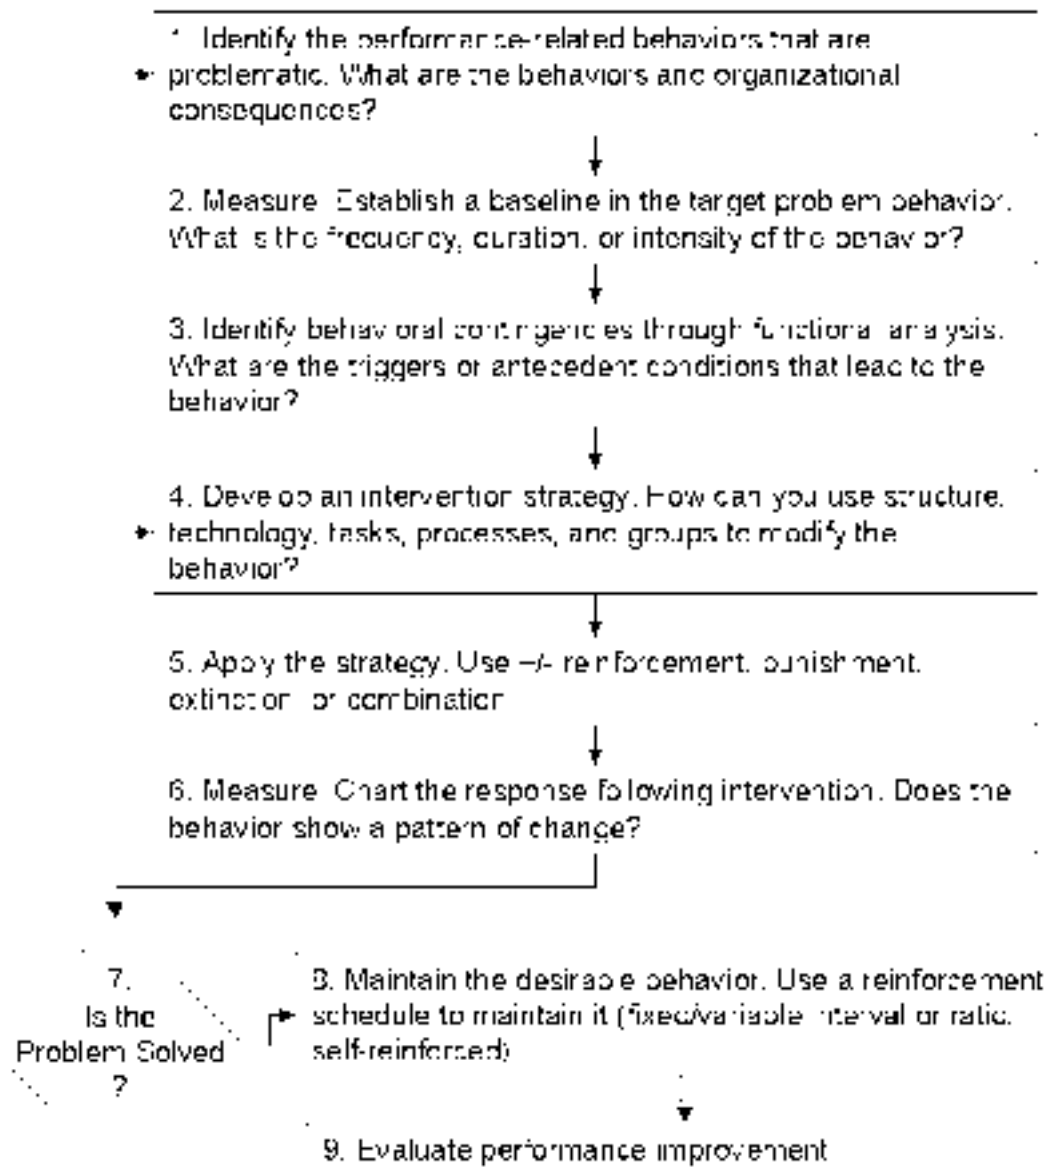 1. Identify the performance-related behaviors that are
problematic. What are the behaviors and organizational
consequences?
2. Measure. Establish a baseline in the target problem behavior.
What is the frequency, duration, or intensity of the behavior?
3. Identify behavioral contingencies through functional analysis.
What are the triggers or antecedent conditions that lead to the
behavior?
4. Develop an intervention strategy. How can you use structure,
technology, tasks, processes, and groups to modify the
behavior?
5. Apply the strategy. Use +/- reinforcement, punishment,
extinction, or combination
6. Measure. Chart the response following intervention. Does the
behavior show a pattern of change?
7.
Is the
Problem Solved
?
8. Maintain the desirable behavior. Use a reinforcement
schedule to maintain it (fixed/variable interval or ratio,
self-reinforced)
9. Evaluate performance improvement